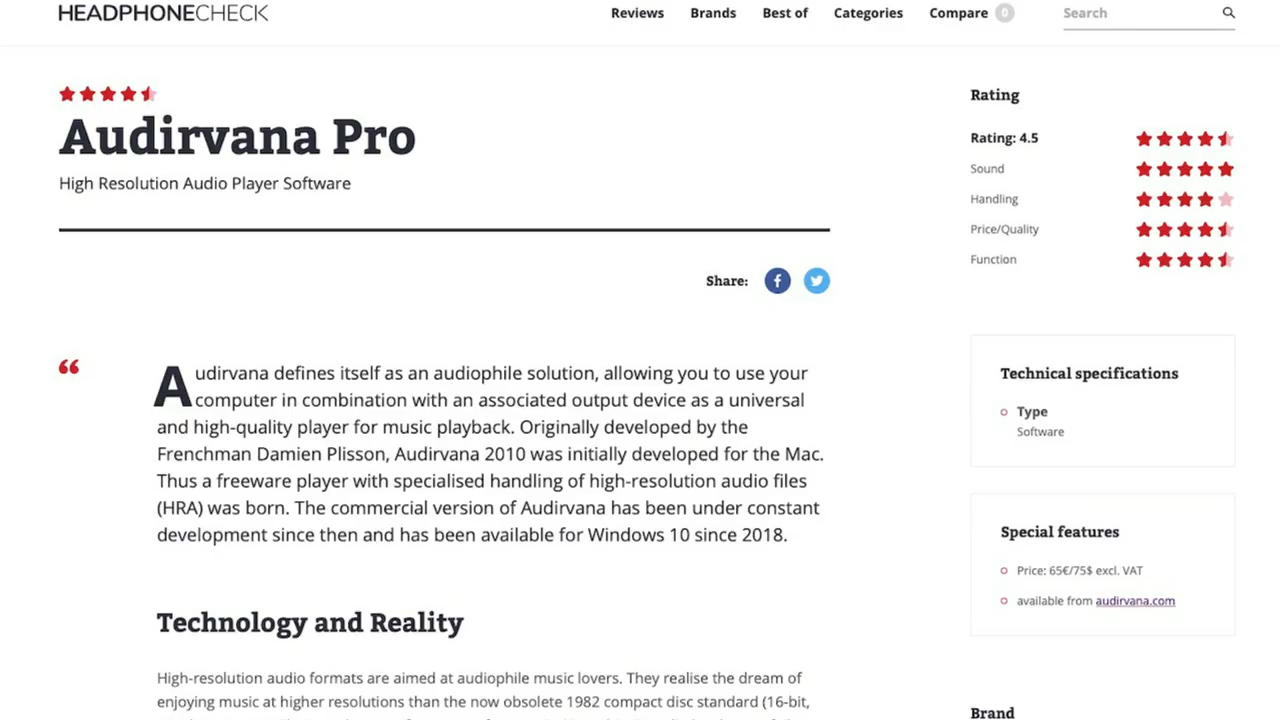 HEADPHONECHECK
Reviews Brands Best of Categories Compare 0 Search
Audirvana Pro
High Resolution Audio Player Software
Share:
“
Audirvana defines itself as an audiophile solution, allowing you to use your
computer in combination with an associated output device as a universal
and high-quality player for music playback. Originally developed by the
Frenchman Damien Plisson, Audirvana 2010 was initially developed for the Mac.
Thus a freeware player with specialised handling of high-resolution audio files
(HRA) was born. The commercial version of Audirvana has been under constant
development since then and has been available for Windows 10 since 2018.
Technology and Reality
High-resolution audio formats are aimed at audiophile music lovers. They realise the dream of
enjoying music at higher resolutions than the now obsolete 1982 compact disc standard (16-bit,
Rating
Rating: 4.5
Sound
Handling
Price/Quality
Function
Technical specifications
Type
Software
Special features
Price: 65€/75$ excl. VAT
available from audirvana.com
Brand